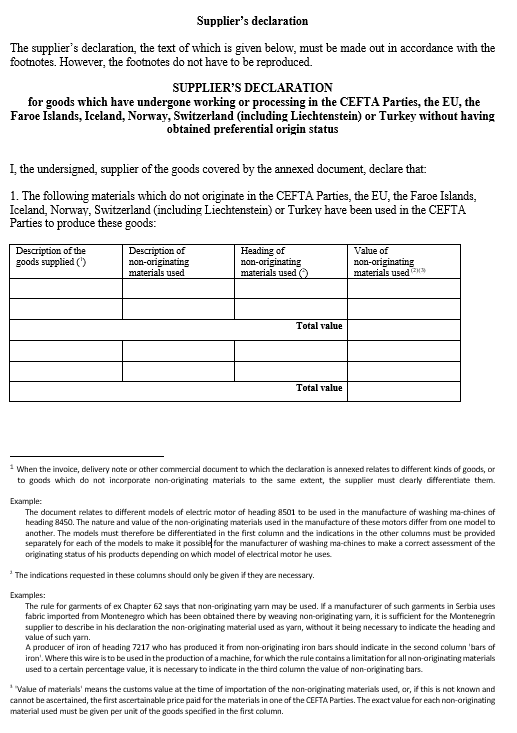 Supplier's declaration
The supplier's declaration, the text of which is given below, must be made out in accordance with the
footnotes. However, the footnotes do not have to be reproduced.
SUPPLIER'S DECLARATION
for goods which have undergone working or processing in the CEFTA Parties, the EU, the
Faroe Islands, Iceland, Norway, Switzerland (including Liechtenstein) or Turkey without having
obtained preferential origin status
I, the undersigned, supplier of the goods covered by the annexed document, declare that:
1. The following materials which do not originate in the CEFTA Parties, the EU, the Faroe Islands,
Iceland, Norway, Switzerland (including Liechtenstein) or Turkey have been used in the CEFTA
Parties to produce these goods:
Description of the
goods supplied (¹)
Description of
non-originating
materials used
Heading of
non-originating
materials used (²)
Value of
non-originating
materials used (2)(3)
Total value
Total value
1 When the invoice, delivery note or other commercial document to which the declaration is annexed relates to different kinds of goods, or
to goods which do not incorporate non-originating materials to the same extent, the supplier must clearly differentiate them.
Example:
The document relates to different models of electric motor of heading 8501 to be used in the manufacture of washing ma-chines of
heading 8450. The nature and value of the non-originating materials used in the manufacture of these motors differ from one model to
another. The models must therefore be differentiated in the first column and the indications in the other columns must be provided
separately for each of the models to make it possible for the manufacturer of washing ma-chines to make a correct assessment of the
originating status of his products depending on which model of electrical motor he uses.
2 The indications requested in these columns should only be given if they are necessary.
Examples:
The rule for garments of ex Chapter 62 says that non-originating yarn may be used. If a manufacturer of such garments in Serbia uses
fabric imported from Montenegro which has been obtained there by weaving non-originating yarn, it is sufficient for the Montenegrin
supplier to describe in his declaration the non-originating material used as yarn, without it being necessary to indicate the heading and
value of such yarn.
A producer of iron of heading 7217 who has produced it from non-originating iron bars should indicate in the second column 'bars of
iron'. Where this wire is to be used in the production of a machine, for which the rule contains a limitation for all non-originating materials
used to a certain percentage value, it is necessary to indicate in the third column the value of non-originating bars.
3 'Value of materials' means the customs value at the time of importation of the non-originating materials used, or, if this is not known and
cannot be ascertained, the first ascertainable price paid for the materials in one of the CEFTA Parties. The exact value for each non-originating
material used must be given per unit of the goods specified in the first column.